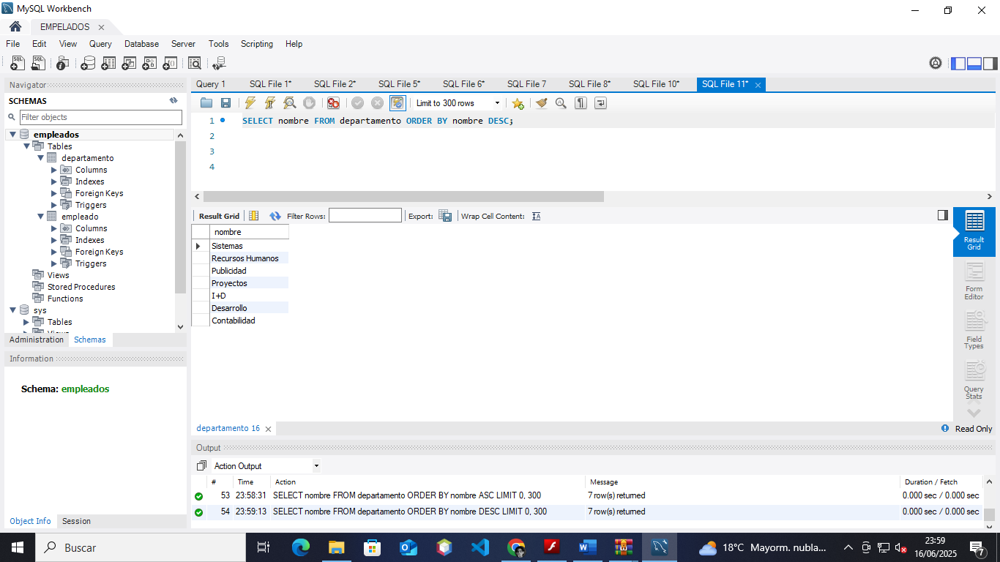 MySQL Workbench
EMPELADOS
File Edit View Query Database Server Tools Scripting Help
Navigator
SCHEMAS
Filter objects
empleados
Tables
departamento
Columns
Indexes
Foreign Keys
Triggers
empleado
Columns
Indexes
Foreign Keys
Triggers
Views
Stored Procedures
Functions
sys
Tables
Views
Administration Schemas
Information
Schema: empleados
Object Info Session
Query 1 SQL File 1* SQL File 2* SQL File 5* SQL File 6* SQL File 7 SQL File 8* SQL File 10* SQL File 11*
Limit to 300 rows
1 SELECT nombre FROM departamento ORDER BY nombre DESC;
2
3
4
Result Grid Filter Rows: Export: Wrap Cell Content:
nombre
Sistemas
Recursos Humanos
Publicidad
Proyectos
I+D
Desarrollo
Contabilidad
Result Grid
Form Editor
Field Types
Query Stats
departamento 16 Read Only
Output
Action Output
# Time Action Message Duration / Fetch
53 23:58:31 SELECT nombre FROM departamento ORDER BY nombre ASC LIMIT 0, 300 7 row(s) returned 0.000 sec / 0.000 sec
54 23:59:13 SELECT nombre FROM departamento ORDER BY nombre DESC LIMIT 0, 300 7 row(s) returned 0.000 sec / 0.000 sec
Buscar
18°C Mayorm. nubla...
23:59
16/06/2025
7